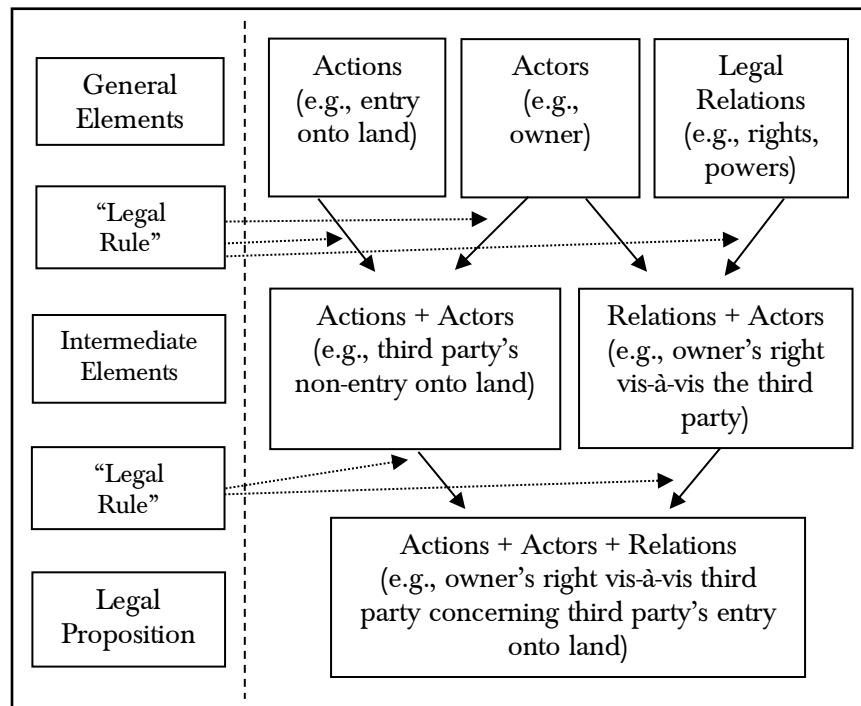 General
Elements
Actions
(e.g., entry
onto land)
Actors
(e.g.,
owner)
Legal
Relations
(e.g., rights,
powers)
“Legal
Rule”
Intermediate
Elements
Actions + Actors
(e.g., third party’s
non-entry onto land)
Relations + Actors
(e.g., owner’s right
vis-à-vis the third
party)
“Legal
Rule”
Legal
Proposition
Actions + Actors + Relations
(e.g., owner’s right vis-à-vis third
party concerning third party’s entry
onto land)